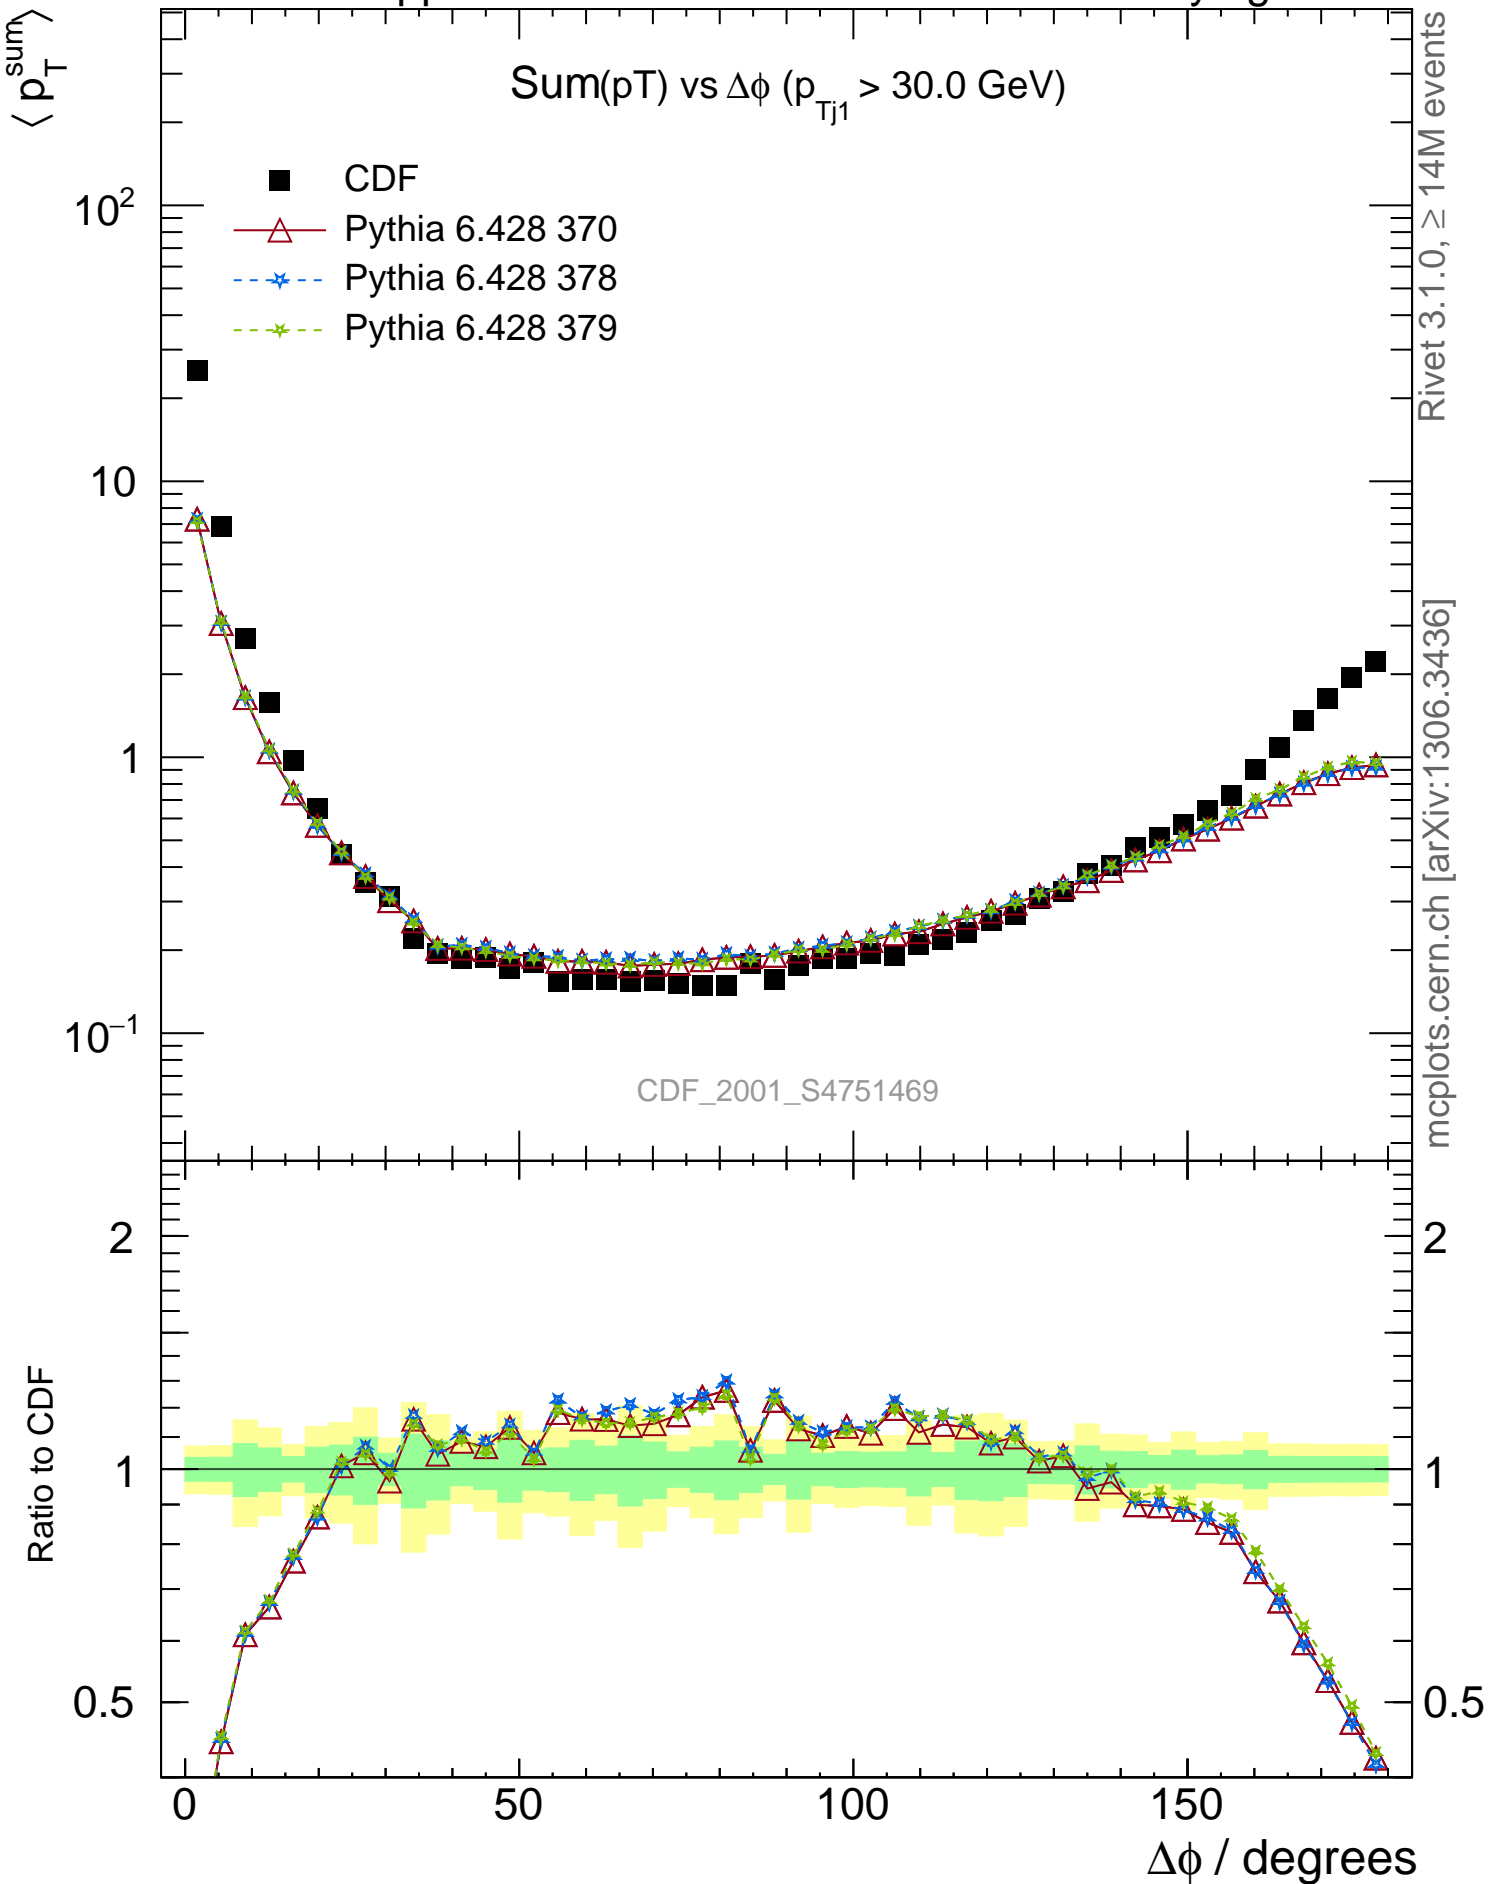 ⟨ p_T^sum ⟩
Sum(pT) vs Δϕ (p_Tj1 > 30.0 GeV)
CDF
Pythia 6.428 370
Pythia 6.428 378
Pythia 6.428 379
10²
10
1
10⁻¹
CDF_2001_S4751469
Rivet 3.1.0, ≥ 14M events
mcplots.cern.ch [arXiv:1306.3436]
Ratio to CDF
2
1
0.5
2
1
0.5
0 50 100 150
Δϕ / degrees